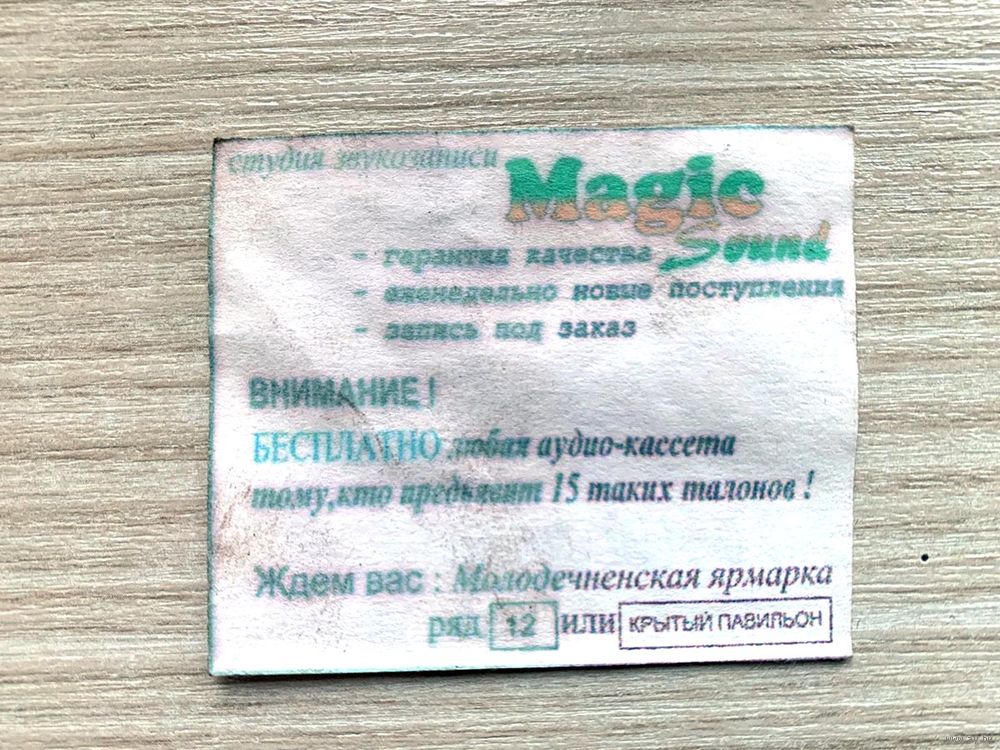 студия звукозаписи
Magic
Sound
- гарантия качества
- еженедельно новые поступления
- запись под заказ
ВНИМАНИЕ !
БЕСПЛАТНО любая аудио-кассета
тому,кто предъявит 15 таких талонов !
Ждем вас : Молодечненская ярмарка
ряд 12 или КРЫТЫЙ ПАВИЛЬОН